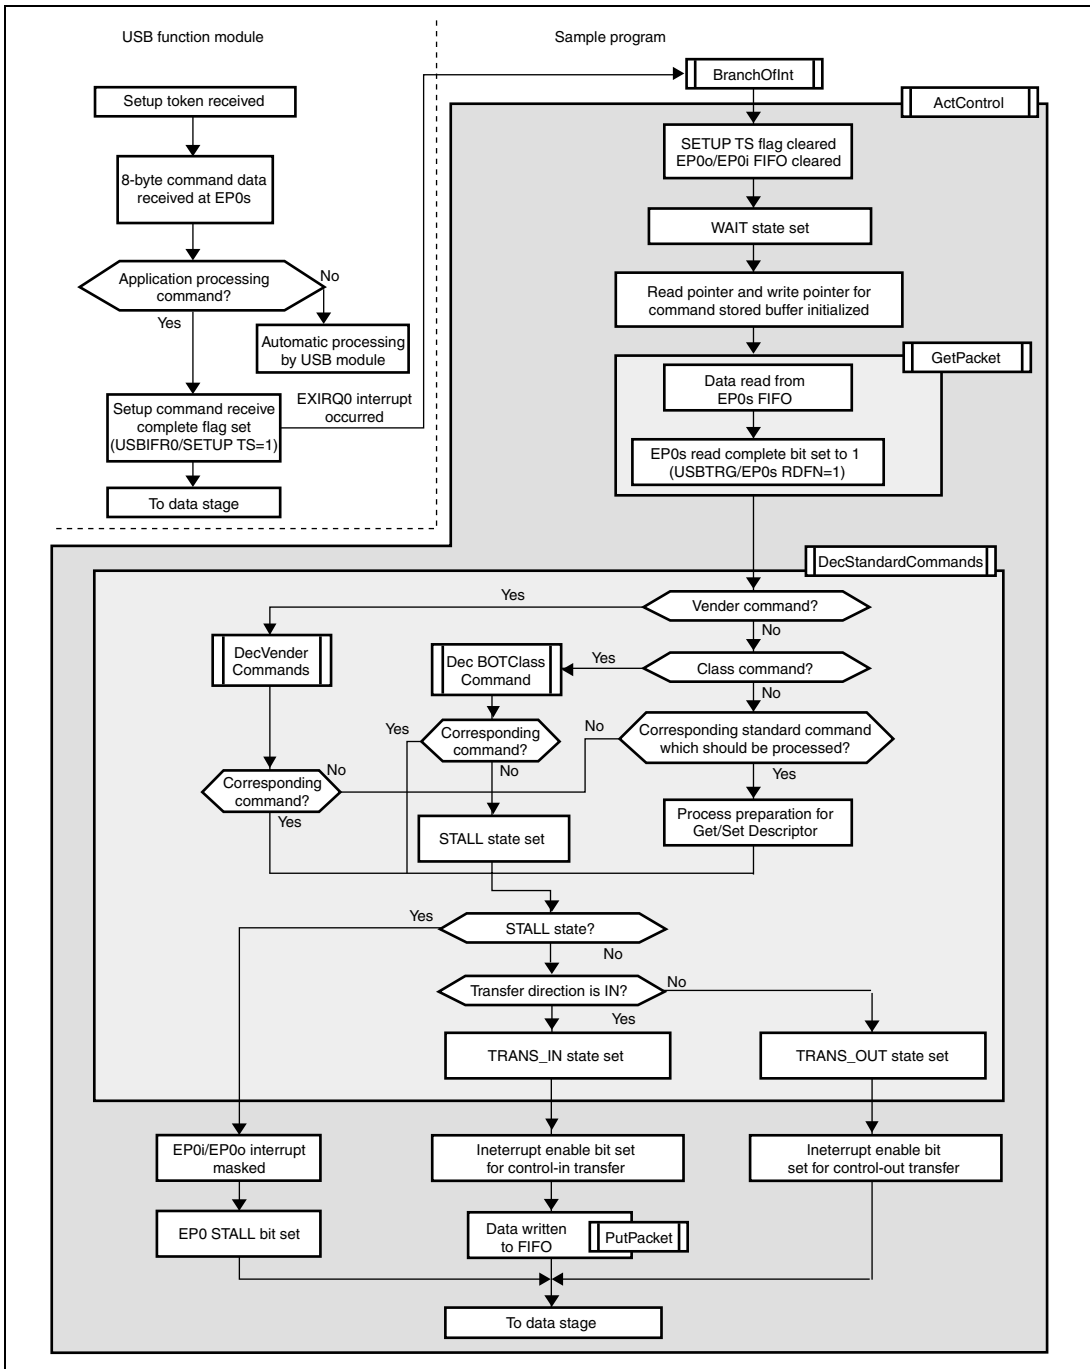 USB function module
Sample program
Setup token received
8-byte command data
received at EP0s
Application processing
command?
No
Yes
Automatic processing
by USB module
Setup command receive
complete flag set
(USBIFR0/SETUP TS=1)
EXIRQ0 interrupt
occurred
To data stage
BranchOfInt
ActControl
SETUP TS flag cleared
EP0o/EP0i FIFO cleared
WAIT state set
Read pointer and write pointer for
command stored buffer initialized
GetPacket
Data read from
EP0s FIFO
EP0s read complete bit set to 1
(USBTRG/EP0s RDFN=1)
DecStandardCommands
Vender command?
Yes
No
DecVender
Commands
Dec BOTClass
Command
Yes
Class command?
No
Yes
Corresponding
command?
No
No
Corresponding standard command
which should be processed?
Yes
Corresponding
command?
No
Yes
STALL state set
Process preparation for
Get/Set Descriptor
Yes
STALL state?
No
Transfer direction is IN?
No
Yes
TRANS_IN state set
TRANS_OUT state set
EP0i/EP0o interrupt
masked
Ineterrupt enable bit set
for control-in transfer
Ineterrupt enable bit
set for control-out transfer
EP0 STALL bit set
Data written
to FIFO
PutPacket
To data stage